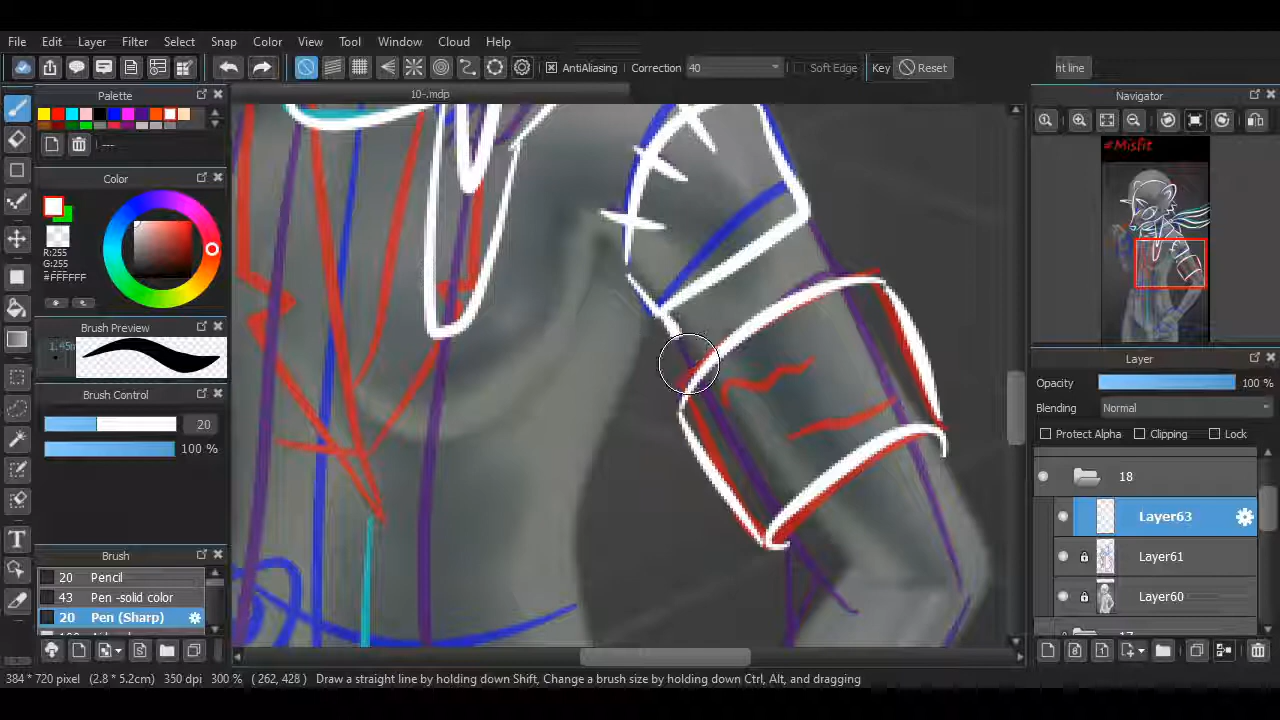 File Edit Layer Filter Select Snap Color View Tool Window Cloud Help
AntiAliasing Correction 40 Soft Edge Key Reset ht line
Palette
10-.mdp
Navigator
---
#Misfit
Color
R:255
G:255
B:255
#FFFFFF
Brush Preview
1.45m
Layer
Opacity 100 %
Brush Control
Blending Normal
20
Protect Alpha Clipping Lock
100 %
18
Layer63
Layer61
Brush
20 Pencil
43 Pen -solid color
Layer60
20 Pen (Sharp)
384 * 720 pixel (2.8 * 5.2cm) 350 dpi 300 % ( 262, 428 ) Draw a straight line by holding down Shift, Change a brush size by holding down Ctrl, Alt, and dragging